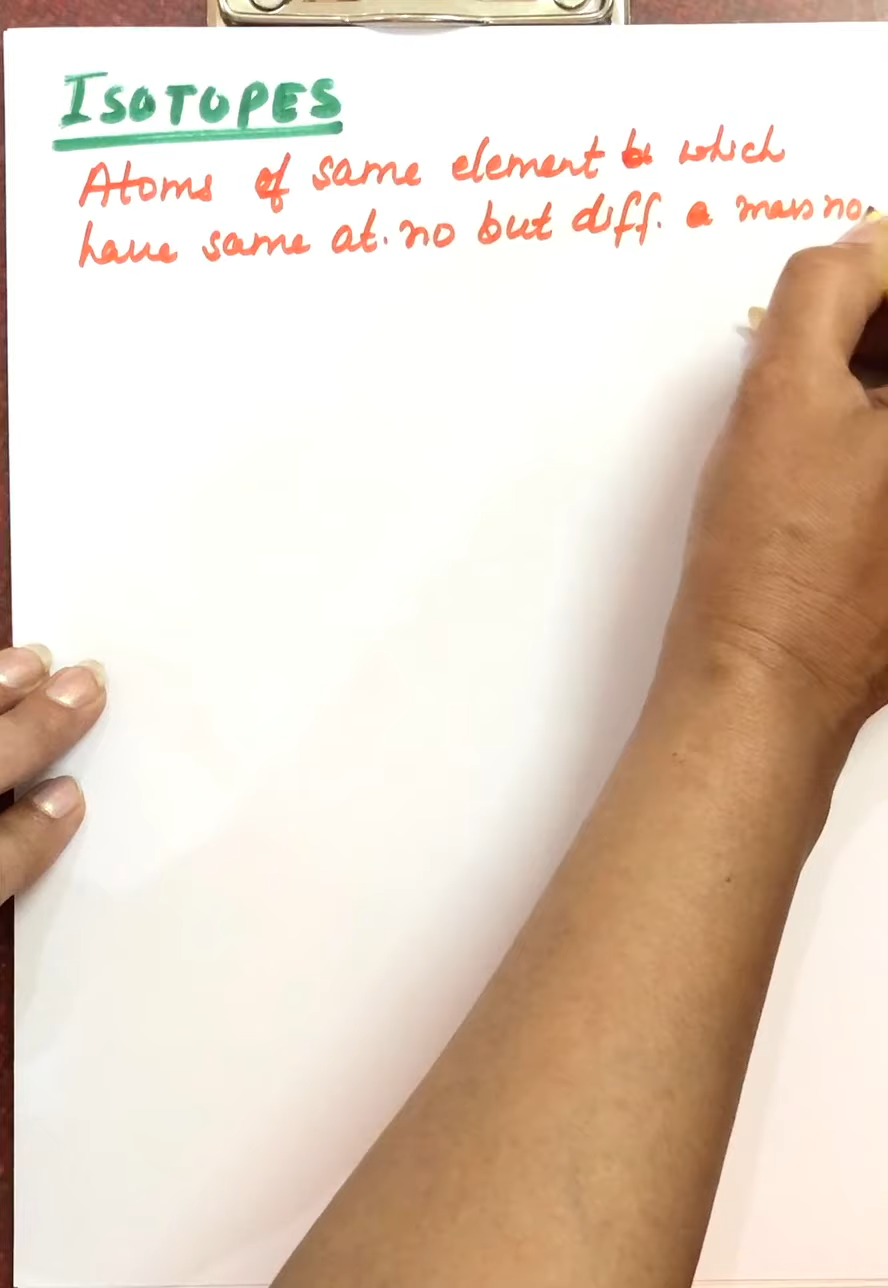 ISOTOPES
Atoms of same element which
have same at. no but diff. mass no.